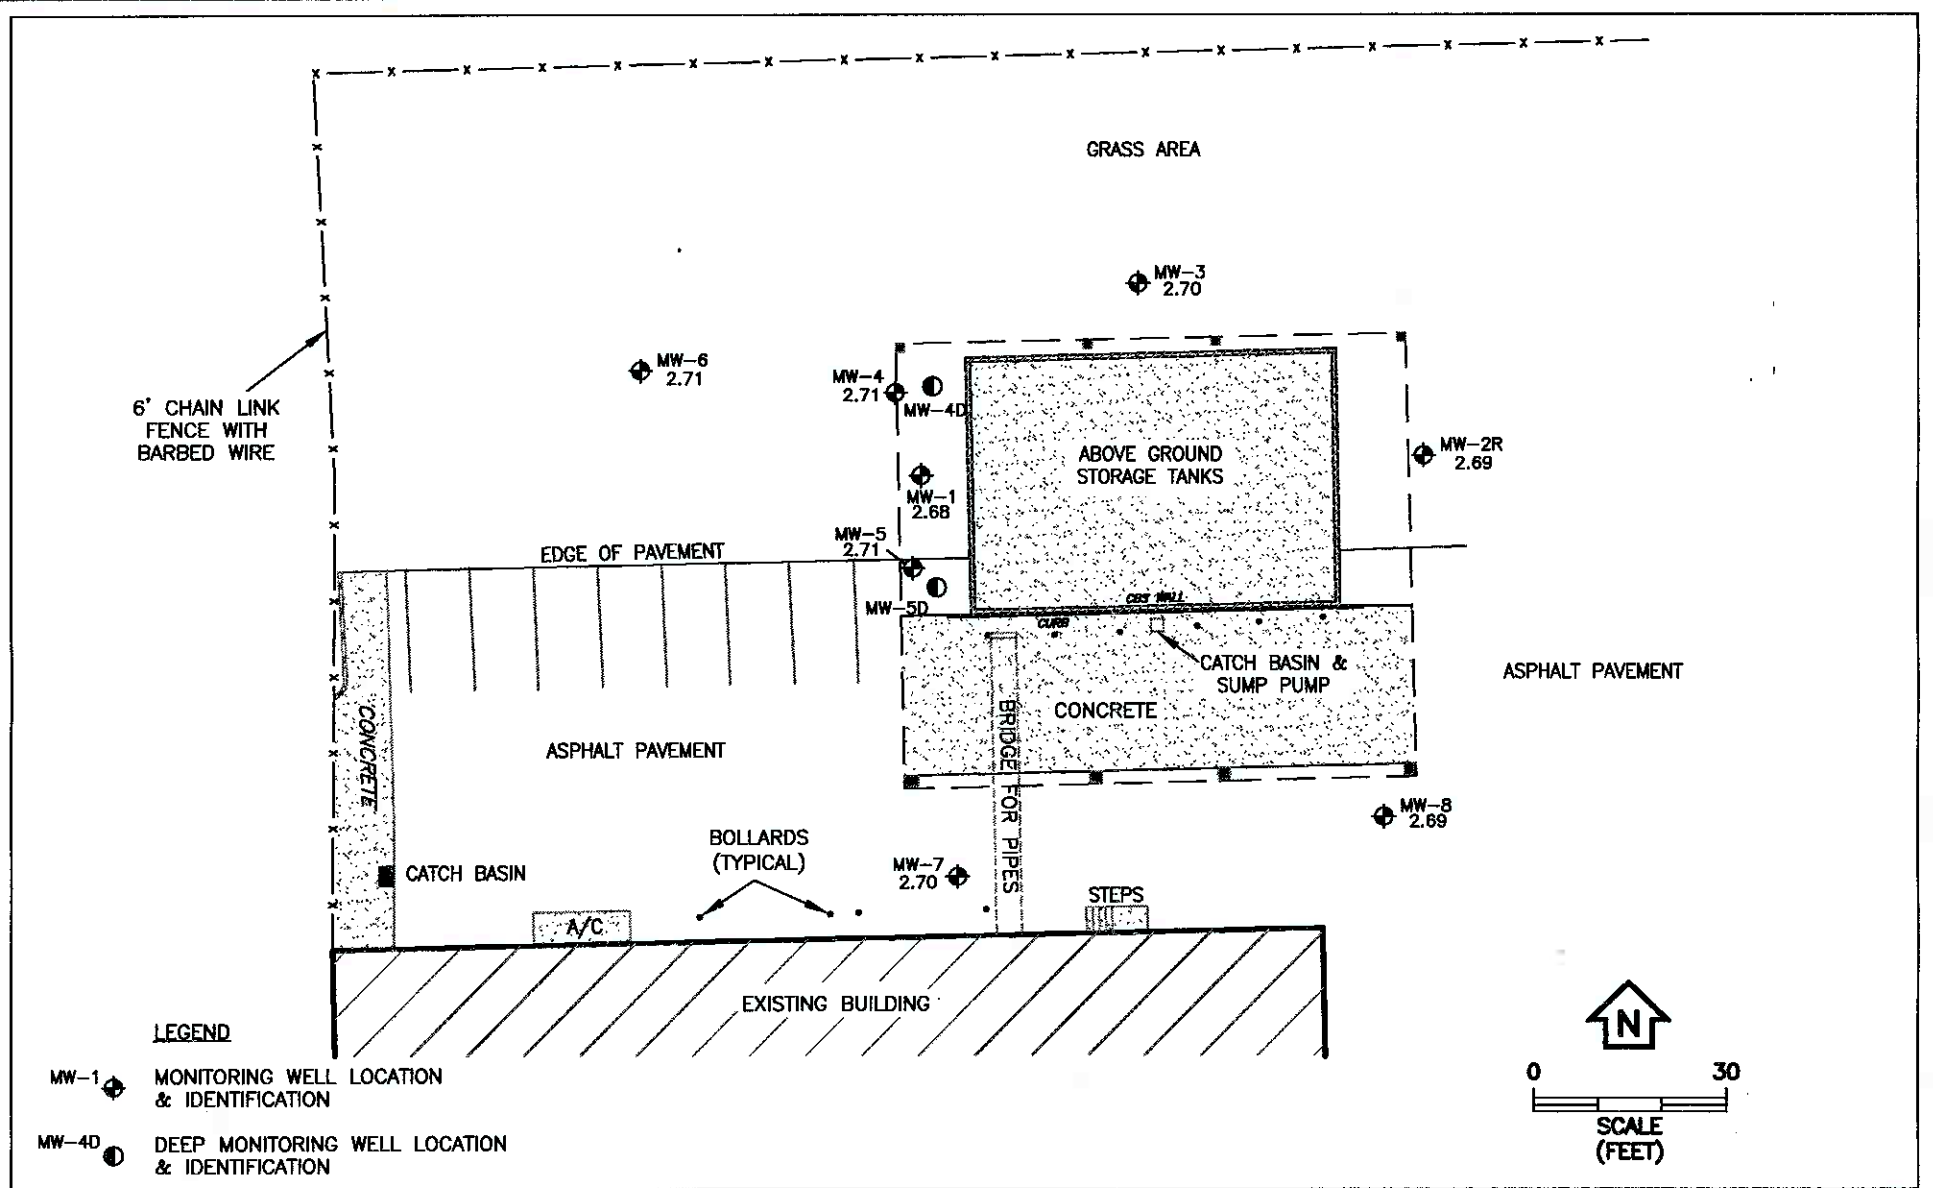 GRASS AREA
MW-3
2.70
MW-6
2.71
MW-4
2.71
MW-4D
6' CHAIN LINK
FENCE WITH
BARBED WIRE
ABOVE GROUND
STORAGE TANKS
MW-2R
2.69
MW-1
2.68
MW-5
2.71
EDGE OF PAVEMENT
MW-5D
CBS WALL
CURB
CATCH BASIN &
SUMP PUMP
ASPHALT PAVEMENT
CONCRETE
CONCRETE
BRIDGE FOR PIPES
ASPHALT PAVEMENT
MW-8
2.69
BOLLARDS
(TYPICAL)
MW-7
2.70
CATCH BASIN
STEPS
A/C
EXISTING BUILDING
N
LEGEND
MW-1
MONITORING WELL LOCATION
& IDENTIFICATION
MW-4D
DEEP MONITORING WELL LOCATION
& IDENTIFICATION
0 30
SCALE
(FEET)